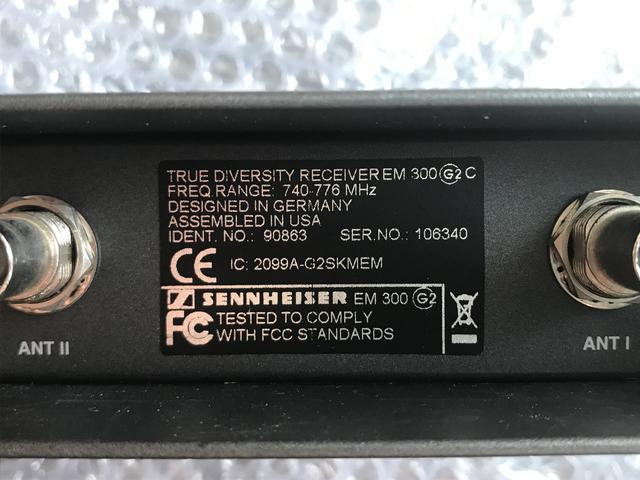 TRUE DIVERSITY RECEIVER EM 300 G2 C
FREQ.RANGE: 740-776 MHz
DESIGNED IN GERMANY
ASSEMBLED IN USA
IDENT. NO.: 90863 SER.NO.: 106340
CE IC: 2099A-G2SKMEM
SENNHEISER EM 300 G2
FC TESTED TO COMPLY
WITH FCC STANDARDS
ANT II
ANT I